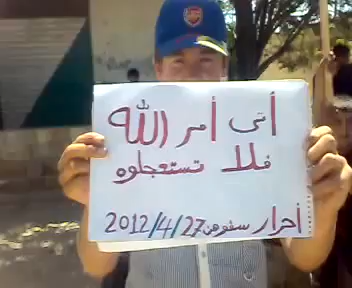 أتى أمر الله
فلا تستعجلوه
أحرار سفوهن 2012/4/27